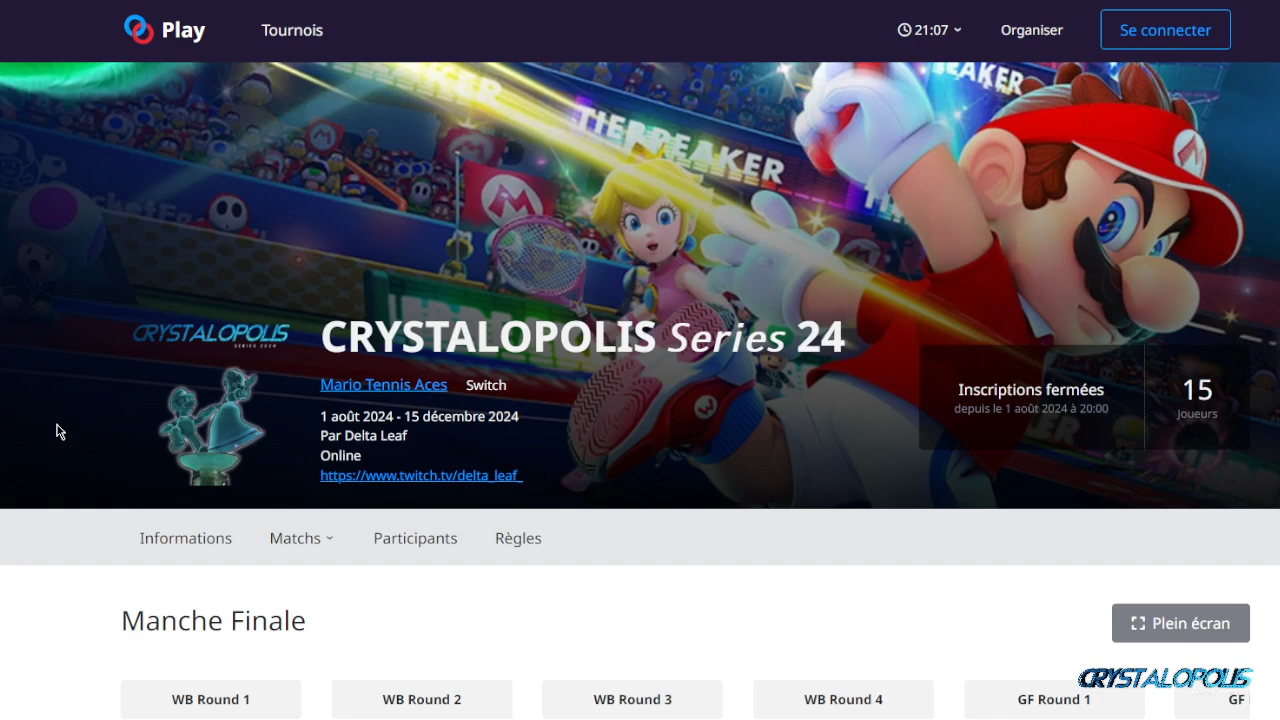 Play
Tournois
21:07
Organiser
Se connecter
TIEBREAKER
CRYSTALOPOLIS
CRYSTALOPOLIS Series 24
Mario Tennis Aces
Switch
1 août 2024 - 15 décembre 2024
Par Delta Leaf
Online
https://www.twitch.tv/delta_leaf_
Inscriptions fermées
depuis le 1 août 2024 à 20:00
15
Joueurs
Informations
Matchs
Participants
Règles
Manche Finale
Plein écran
CRYSTALOPOLIS
WB Round 1
WB Round 2
WB Round 3
WB Round 4
GF Round 1
GF